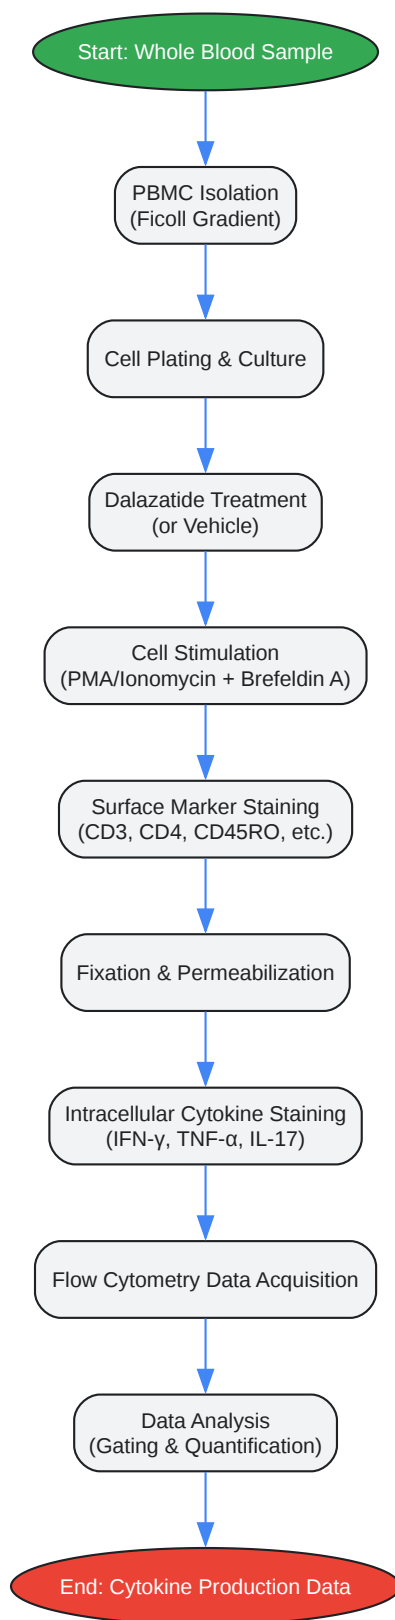 Start: Whole Blood Sample
PBMC Isolation
(Ficoll Gradient)
Cell Plating & Culture
Dalazatide Treatment
(or Vehicle)
Cell Stimulation
(PMA/Ionomycin + Brefeldin A)
Surface Marker Staining
(CD3, CD4, CD45RO, etc.)
Fixation & Permeabilization
Intracellular Cytokine Staining
(IFN-γ, TNF-α, IL-17)
Flow Cytometry Data Acquisition
Data Analysis
(Gating & Quantification)
End: Cytokine Production Data